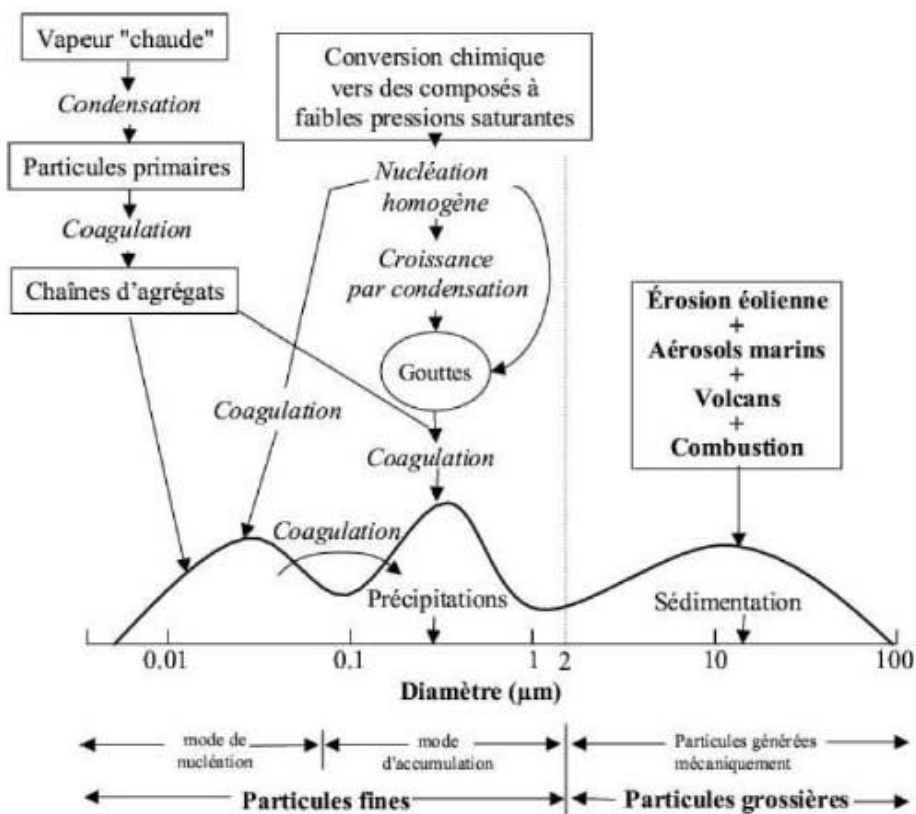 Vapeur "chaude"
Condensation
Particules primaires
Coagulation
Chaînes d'agrégats
Conversion chimique
vers des composés à
faibles pressions saturantes
Nucléation
homogène
Croissance
par condensation
Gouttes
Coagulation
Coagulation
Érosion éolienne
+
Aérosols marins
+
Volcans
+
Combustion
Coagulation
Précipitations
Sédimentation
0.01 0.1 1 2 10 100
Diamètre (µm)
mode de
nucléation
mode
d'accumulation
Particules générées
mécaniquement
Particules fines
Particules grossières